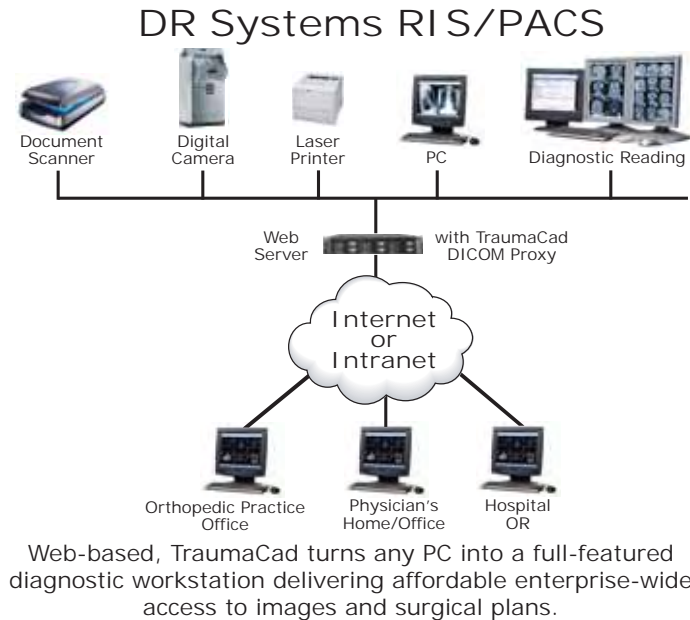 DR Systems RIS/PACS
Document
Scanner
Digital
Camera
Laser
Printer
PC
Diagnostic Reading
Web
Server
with TraumaCad
DICOM Proxy
Internet
or
Intranet
Orthopedic Practice
Office
Physician's
Home/Office
Hospital
OR
Web-based, TraumaCad turns any PC into a full-featured
diagnostic workstation delivering affordable enterprise-wide
access to images and surgical plans.